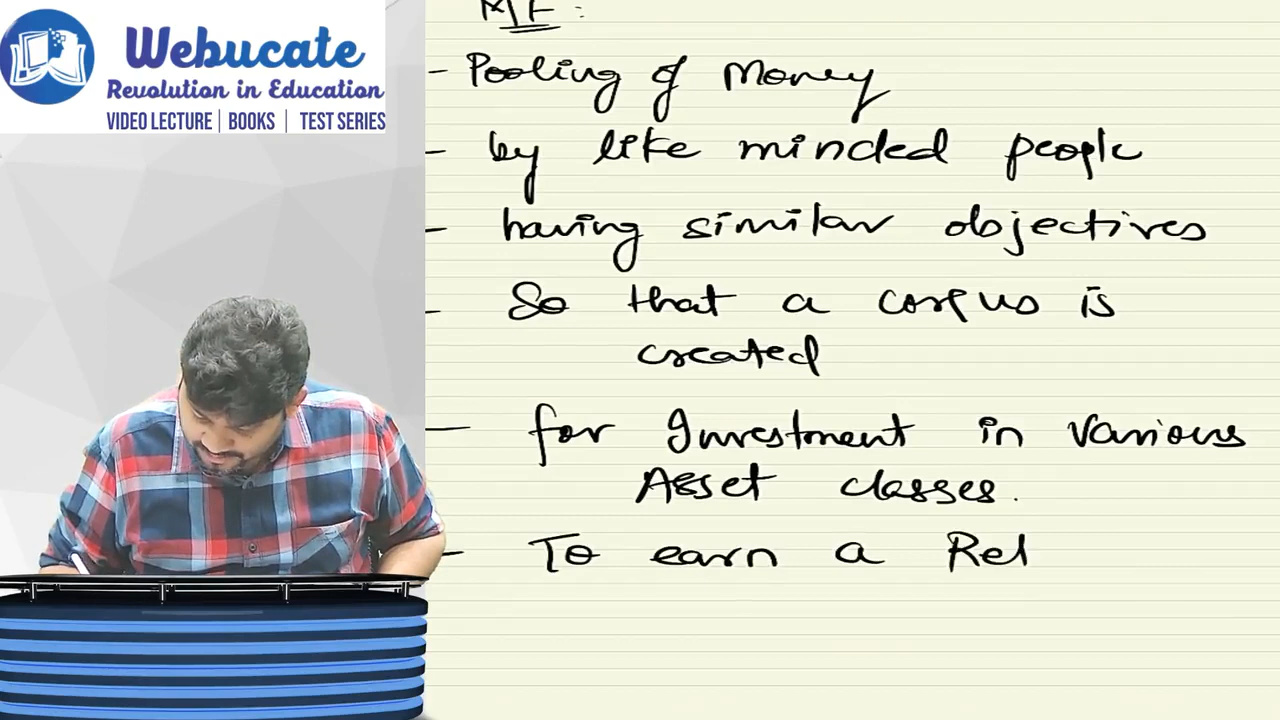 Webucate
Revolution in Education
VIDEO LECTURE | BOOKS | TEST SERIES
MF :
- Pooling of Money
- by like minded people
- having similar objectives
- So that a corpus is
created
- for Investment in various
Asset classes.
- To earn a Ret